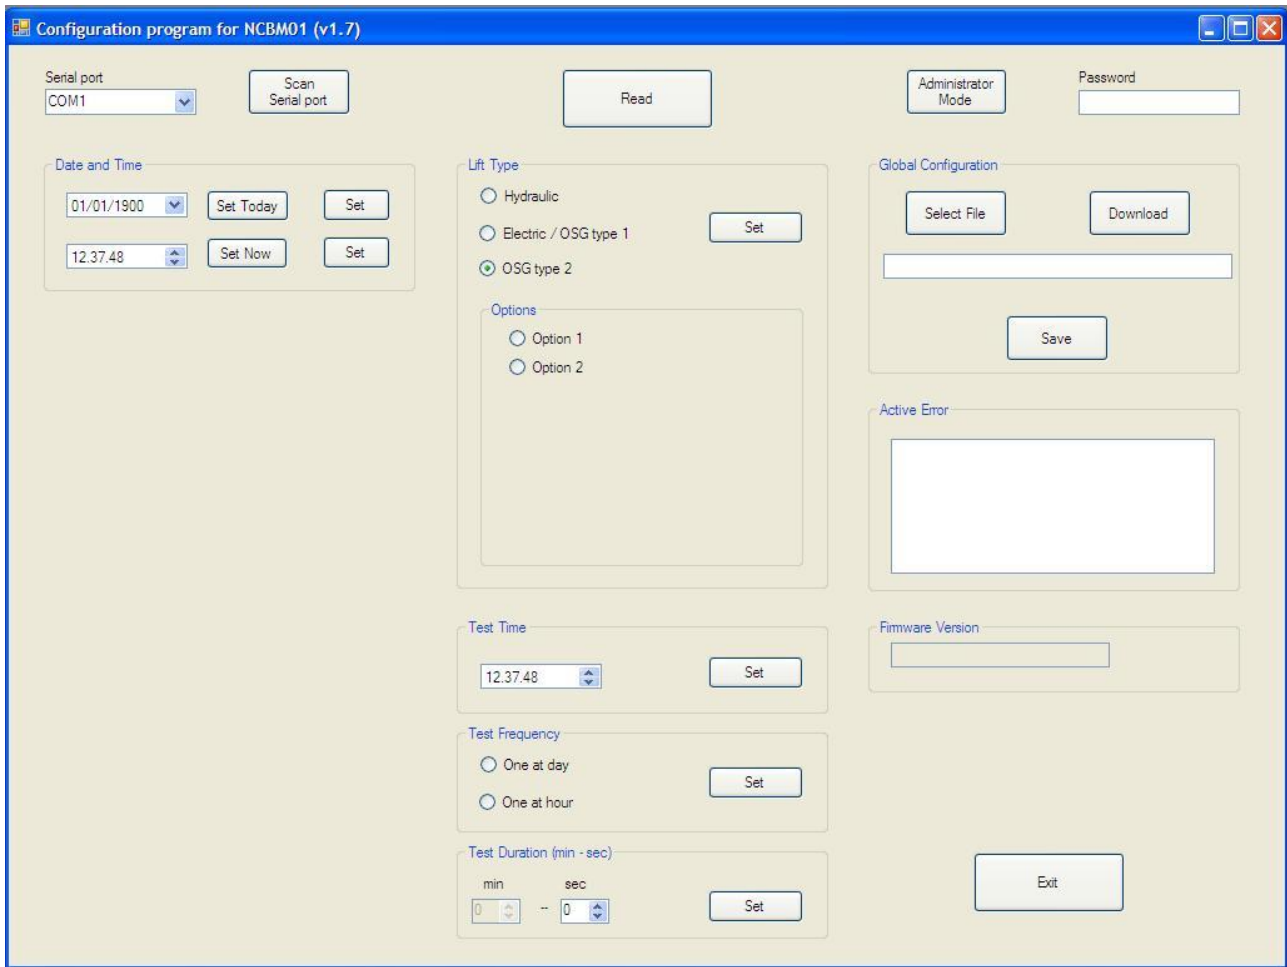 Configuration program for NCBM01 (v1.7)
Serial port
COM1
Scan
Serial port
Read
Administrator
Mode
Password
Date and Time
01/01/1900
Set Today
Set
12.37.48
Set Now
Set
Lift Type
Hydraulic
Electric / OSG type 1
OSG type 2
Set
Options
Option 1
Option 2
Global Configuration
Select File
Download
Save
Active Error
Test Time
12.37.48
Set
Firmware Version
Test Frequency
One at day
One at hour
Set
Test Duration (min - sec)
min
sec
0
--
0
Set
Exit